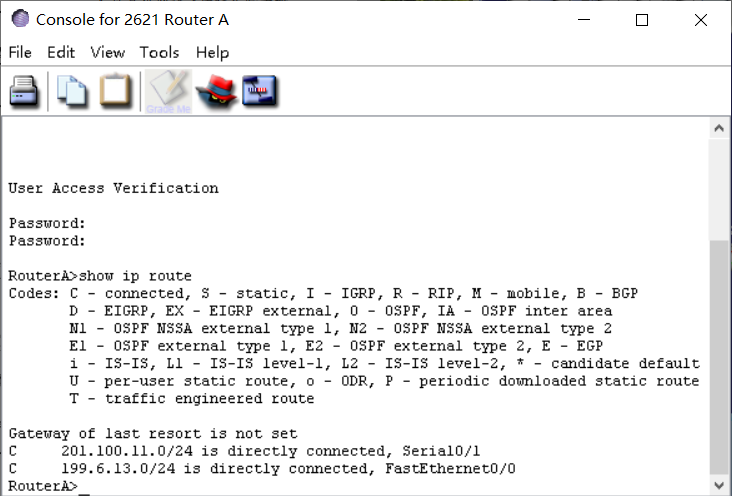 Console for 2621 Router A
File Edit View Tools Help
Grade Me
User Access Verification
Password:
Password:
RouterA>show ip route
Codes: C - connected, S - static, I - IGRP, R - RIP, M - mobile, B - BGP
       D - EIGRP, EX - EIGRP external, O - OSPF, IA - OSPF inter area
       N1 - OSPF NSSA external type 1, N2 - OSPF NSSA external type 2
       E1 - OSPF external type 1, E2 - OSPF external type 2, E - EGP
       i - IS-IS, L1 - IS-IS level-1, L2 - IS-IS level-2, * - candidate default
       U - per-user static route, o - ODR, P - periodic downloaded static route
       T - traffic engineered route
Gateway of last resort is not set
C     201.100.11.0/24 is directly connected, Serial0/1
C     199.6.13.0/24 is directly connected, FastEthernet0/0
RouterA>